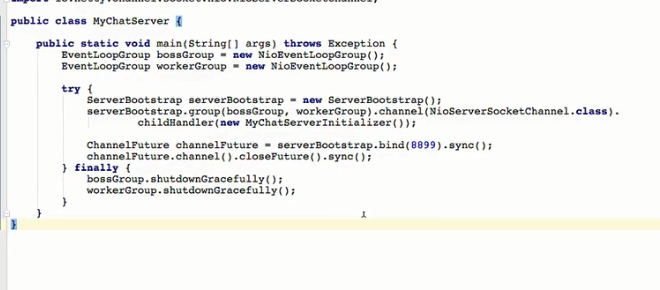 import io.netty.channel.socket.nio.NioServerSocketChannel;
public class MyChatServer {
public static void main(String[] args) throws Exception {
EventLoopGroup bossGroup = new NioEventLoopGroup();
EventLoopGroup workerGroup = new NioEventLoopGroup();
try {
ServerBootstrap serverBootstrap = new ServerBootstrap();
serverBootstrap.group(bossGroup, workerGroup).channel(NioServerSocketChannel.class).
childHandler(new MyChatServerInitializer());
ChannelFuture channelFuture = serverBootstrap.bind(8899).sync();
channelFuture.channel().closeFuture().sync();
} finally {
bossGroup.shutdownGracefully();
workerGroup.shutdownGracefully();
}
}
}